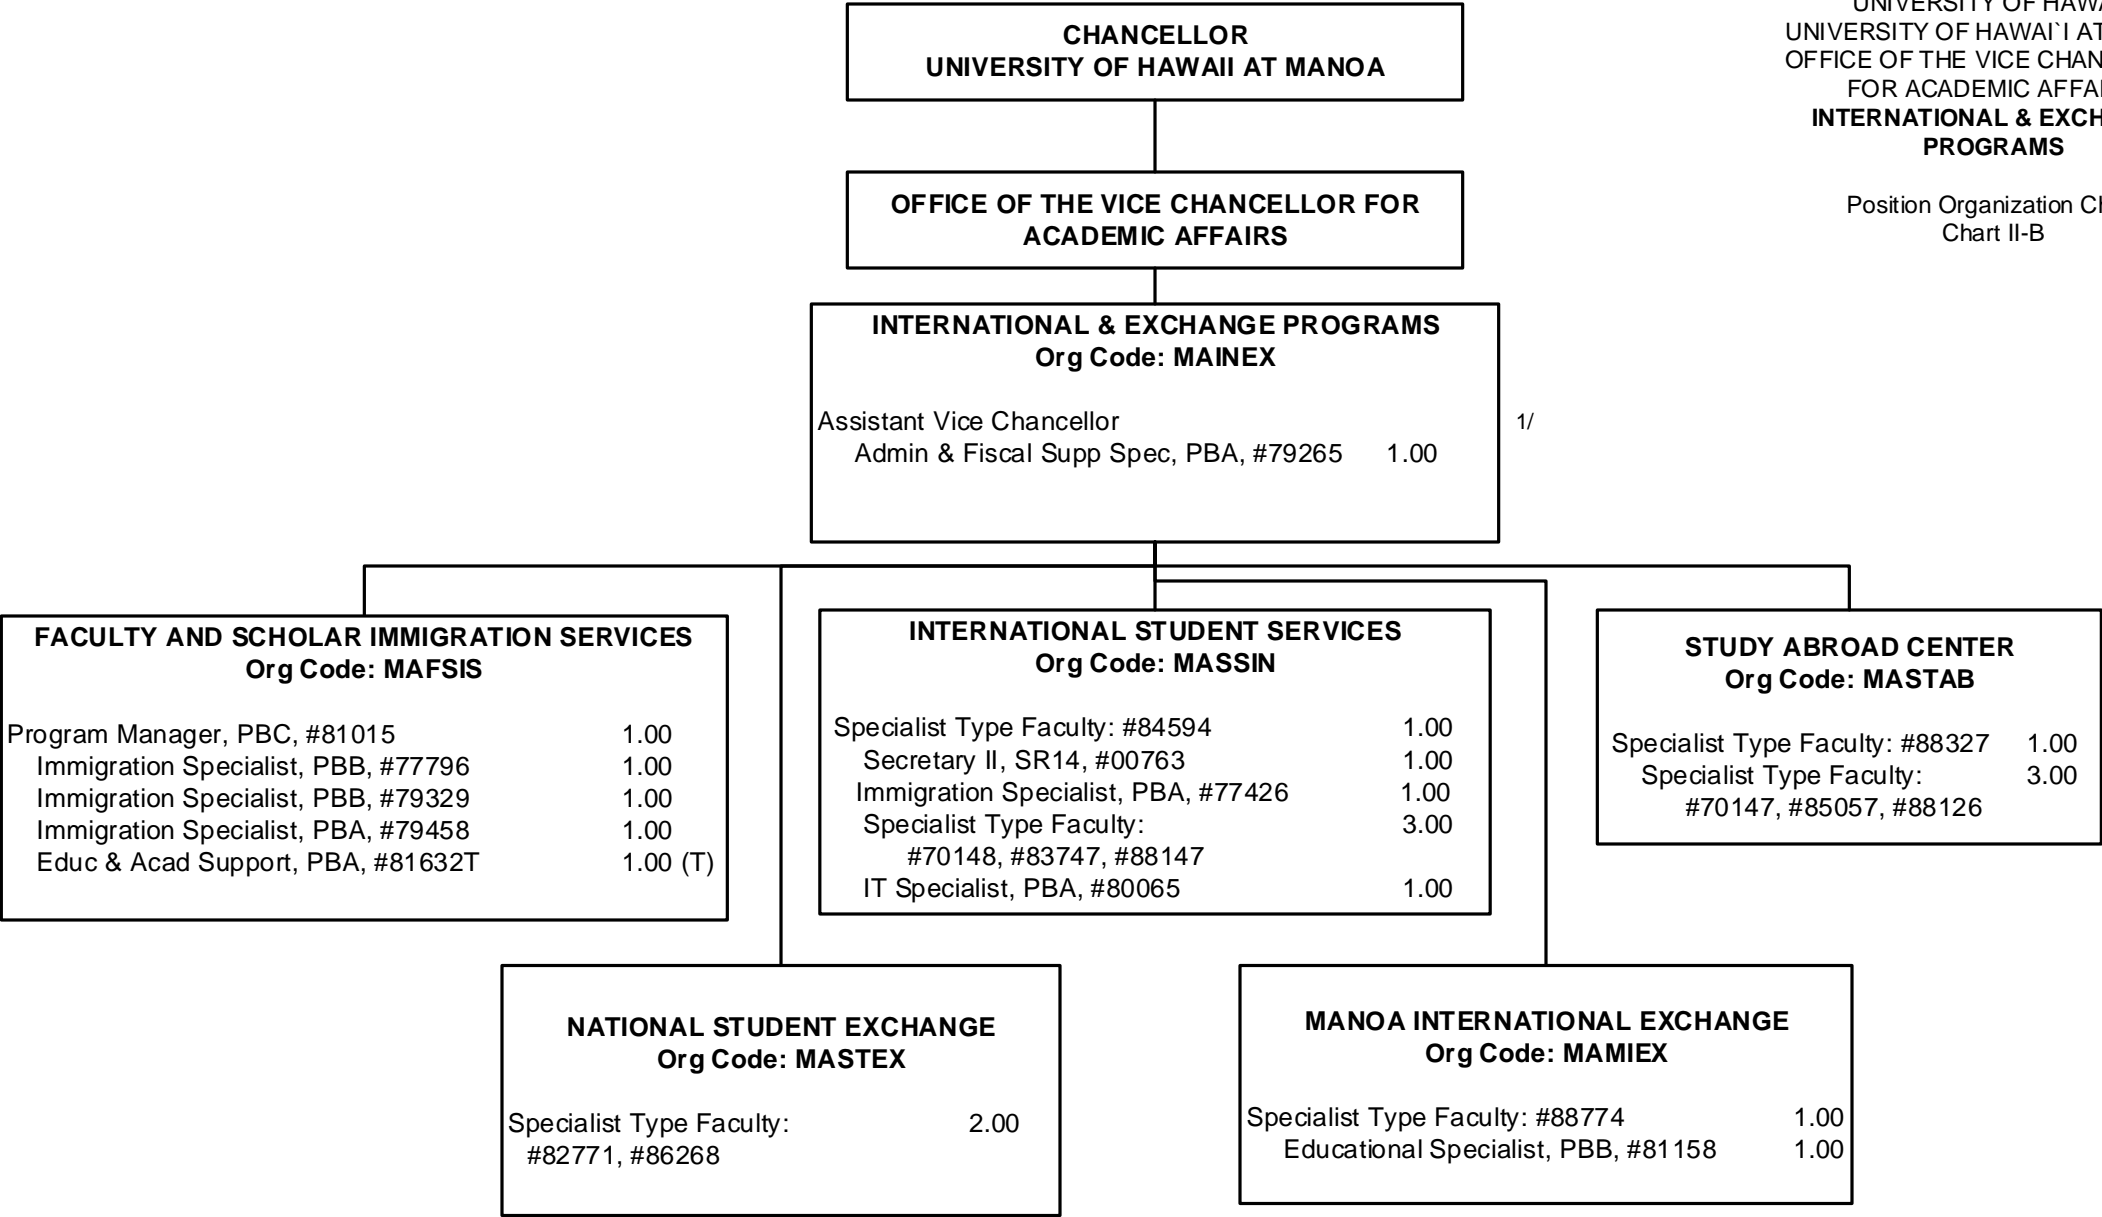 CHANCELLOR
UNIVERSITY OF HAWAII AT MANOA
UNIVERSITY OF
UNIVERSITY OF HAWAI`I
OFFICE OF THE VICE
FOR ACADEMIC
INTERNATIONAL &
PROGRAMS
Position Organization
Chart II-B
OFFICE OF THE VICE CHANCELLOR FOR
ACADEMIC AFFAIRS
INTERNATIONAL & EXCHANGE PROGRAMS
Org Code: MAINEX
Assistant Vice Chancellor 1/
Admin & Fiscal Supp Spec, PBA, #79265 1.00
FACULTY AND SCHOLAR IMMIGRATION SERVICES
Org Code: MAFSIS
Program Manager, PBC, #81015 1.00
Immigration Specialist, PBB, #77796 1.00
Immigration Specialist, PBB, #79329 1.00
Immigration Specialist, PBA, #79458 1.00
Educ & Acad Support, PBA, #81632T 1.00 (T)
INTERNATIONAL STUDENT SERVICES
Org Code: MASSIN
Specialist Type Faculty: #84594 1.00
Secretary II, SR14, #00763 1.00
Immigration Specialist, PBA, #77426 1.00
Specialist Type Faculty: 3.00
#70148, #83747, #88147
IT Specialist, PBA, #80065 1.00
STUDY ABROAD CENTER
Org Code: MASTAB
Specialist Type Faculty: #88327 1.00
Specialist Type Faculty: 3.00
#70147, #85057, #88126
NATIONAL STUDENT EXCHANGE
Org Code: MASTEX
Specialist Type Faculty: 2.00
#82771, #86268
MANOA INTERNATIONAL EXCHANGE
Org Code: MAMIEX
Specialist Type Faculty: #88774 1.00
Educational Specialist, PBB, #81158 1.00